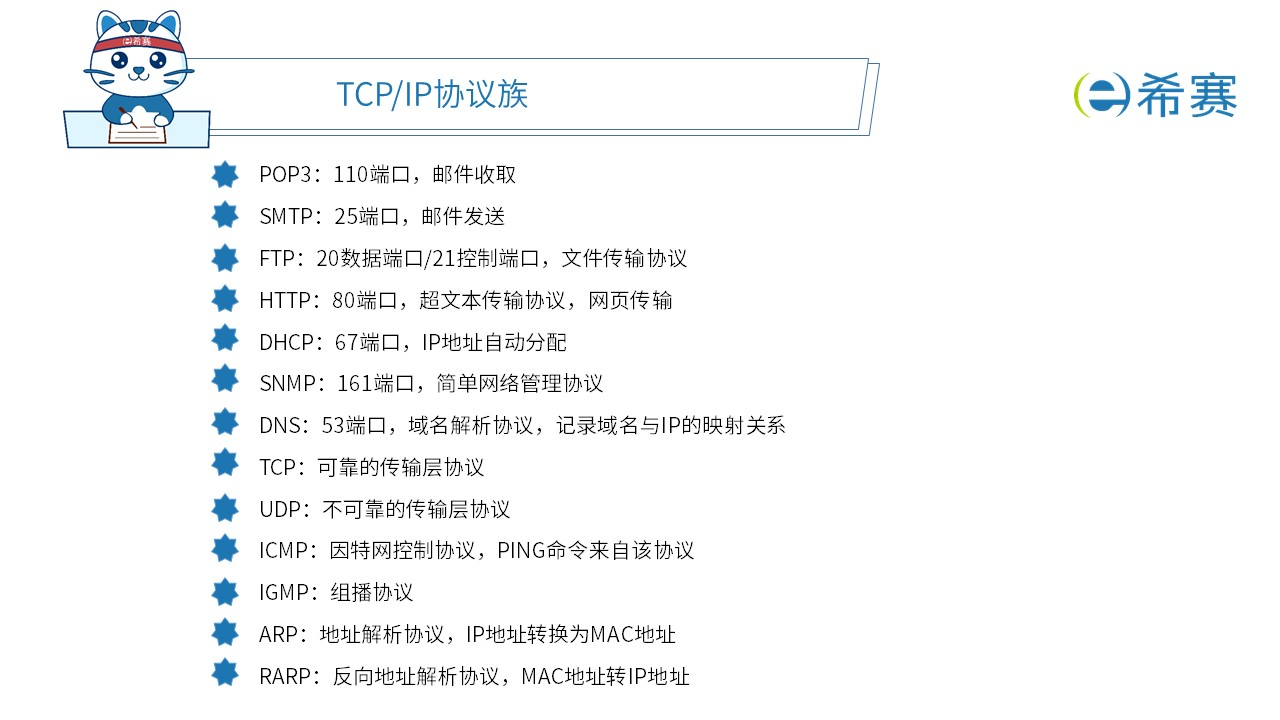 希赛
TCP/IP协议族
希赛
POP3：110端口，邮件收取
SMTP：25端口，邮件发送
FTP：20数据端口/21控制端口，文件传输协议
HTTP：80端口，超文本传输协议，网页传输
DHCP：67端口，IP地址自动分配
SNMP：161端口，简单网络管理协议
DNS：53端口，域名解析协议，记录域名与IP的映射关系
TCP：可靠的传输层协议
UDP：不可靠的传输层协议
ICMP：因特网控制协议，PING命令来自该协议
IGMP：组播协议
ARP：地址解析协议，IP地址转换为MAC地址
RARP：反向地址解析协议，MAC地址转IP地址